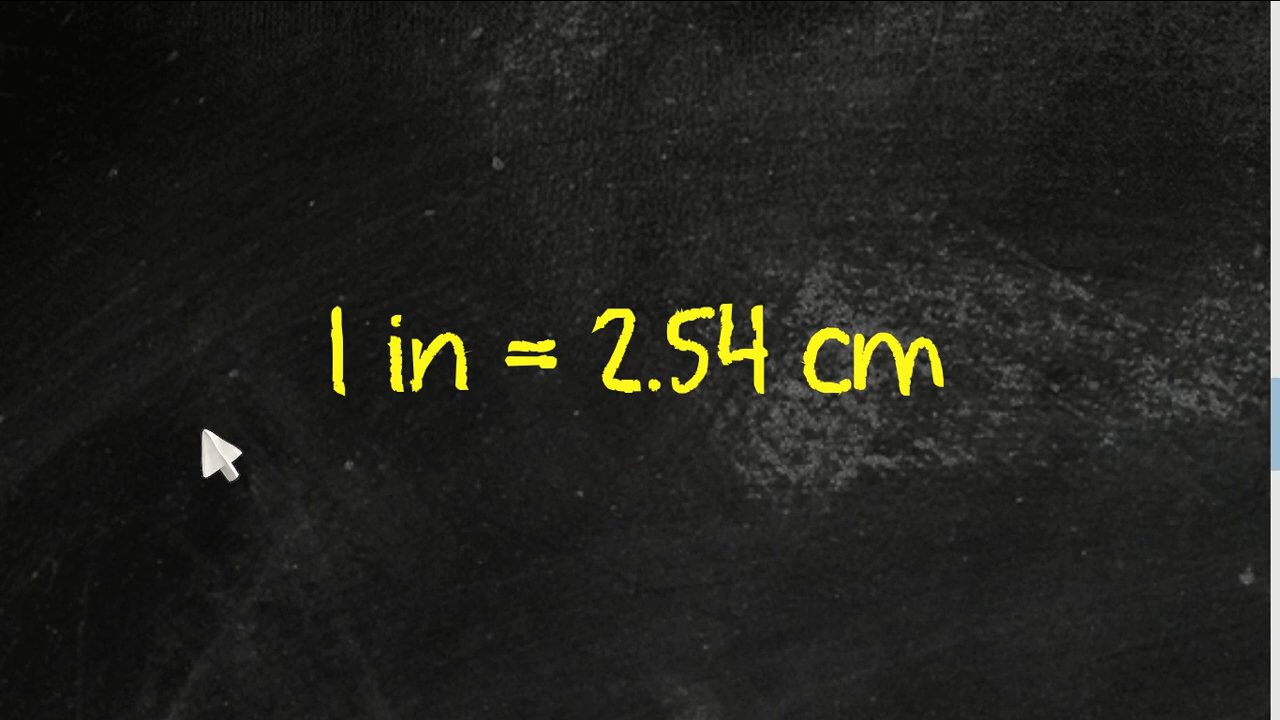 1 in = 2.54 cm